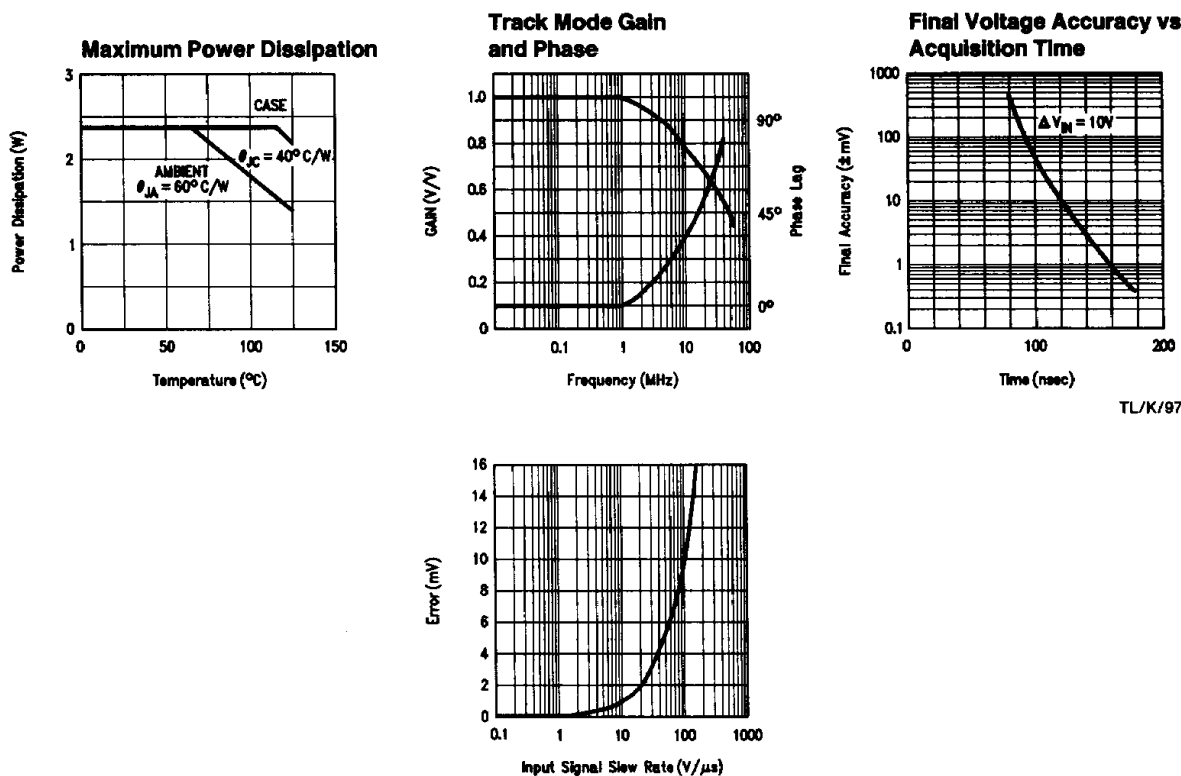 Maximum Power Dissipation
3
2
1
0
Power Dissipation (W)
CASE
θJC = 40° C/W
AMBIENT
θJA = 60° C/W
0 50 100 150
Temperature (°C)
Track Mode Gain
and Phase
1.0
0.8
0.6
0.4
0.2
0
GAIN (V/V)
90°
45°
0°
Phase Lag
0.1 1 10 100
Frequency (MHz)
Final Voltage Accuracy vs
Acquisition Time
1000
100
10
1
0.1
Final Accuracy (±mV)
ΔVIN = 10V
0 100 200
Time (nsec)
TL/K/97
16
14
12
10
8
6
4
2
0
Error (mV)
0.1 1 10 100 1000
Input Signal Slew Rate (V/μs)